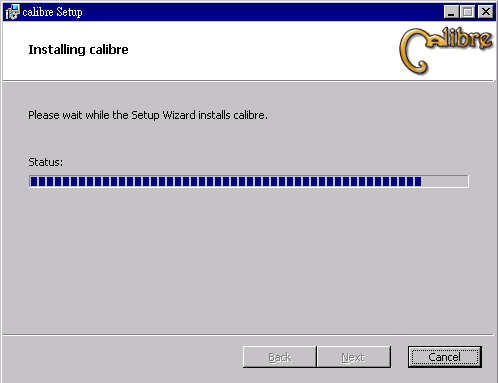 calibre Setup
Installing calibre
Calibre
Please wait while the Setup Wizard installs calibre.
Status:
Back
Next
Cancel